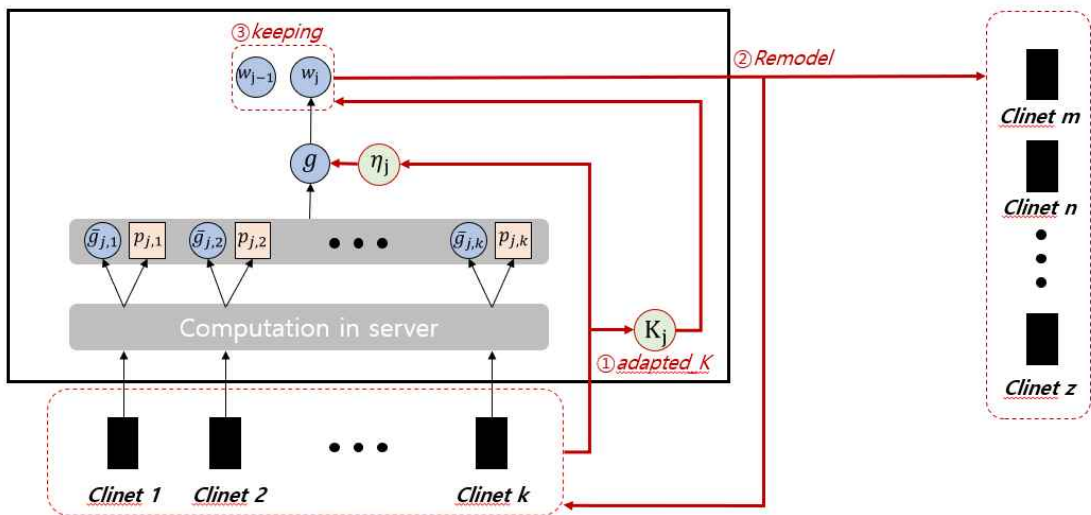 ③keeping
w_{j−1} w_j
②Remodel
Clinet m
g η_j
Clinet n
ḡ_{j,1} p_{j,1} ḡ_{j,2} p_{j,2} ● ● ● ḡ_{j,k} p_{j,k}
Computation in server
K_j
①adapted_K
Clinet z
Clinet 1 Clinet 2 ● ● ● Clinet k